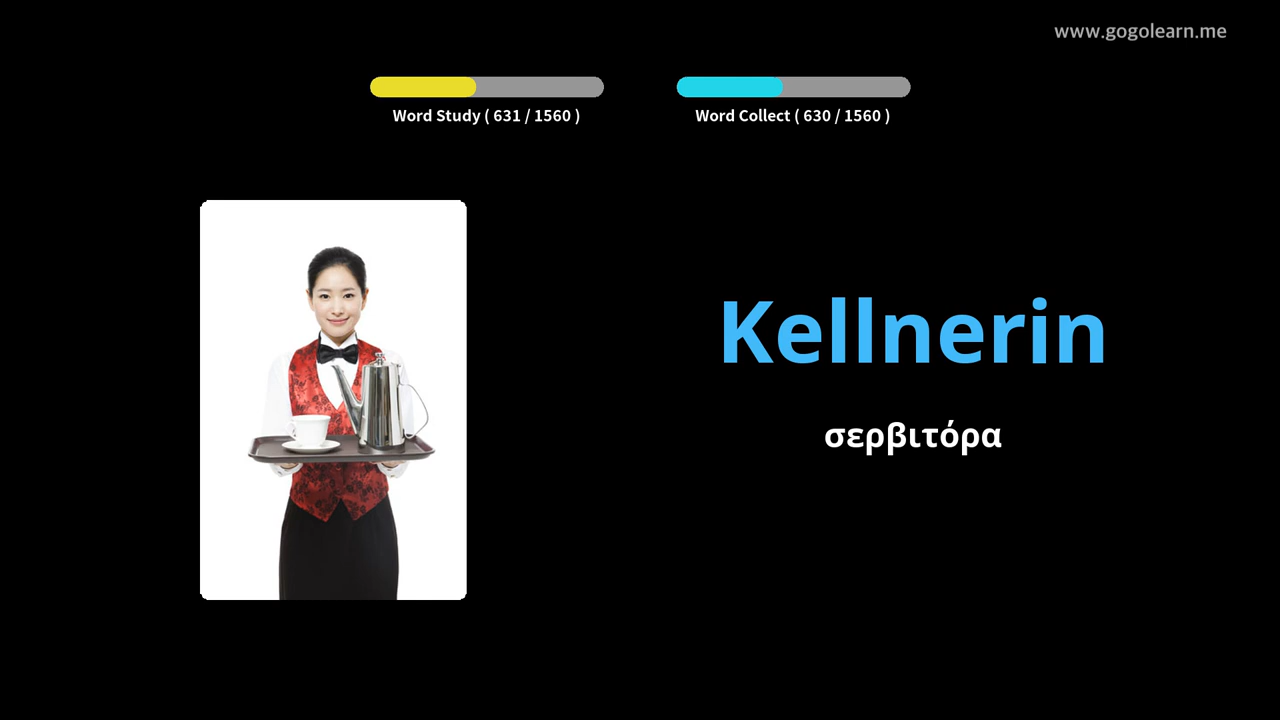 www.gogolearn.me
Word Study ( 631 / 1560 )
Word Collect ( 630 / 1560 )
Kellnerin
σερβιτόρα